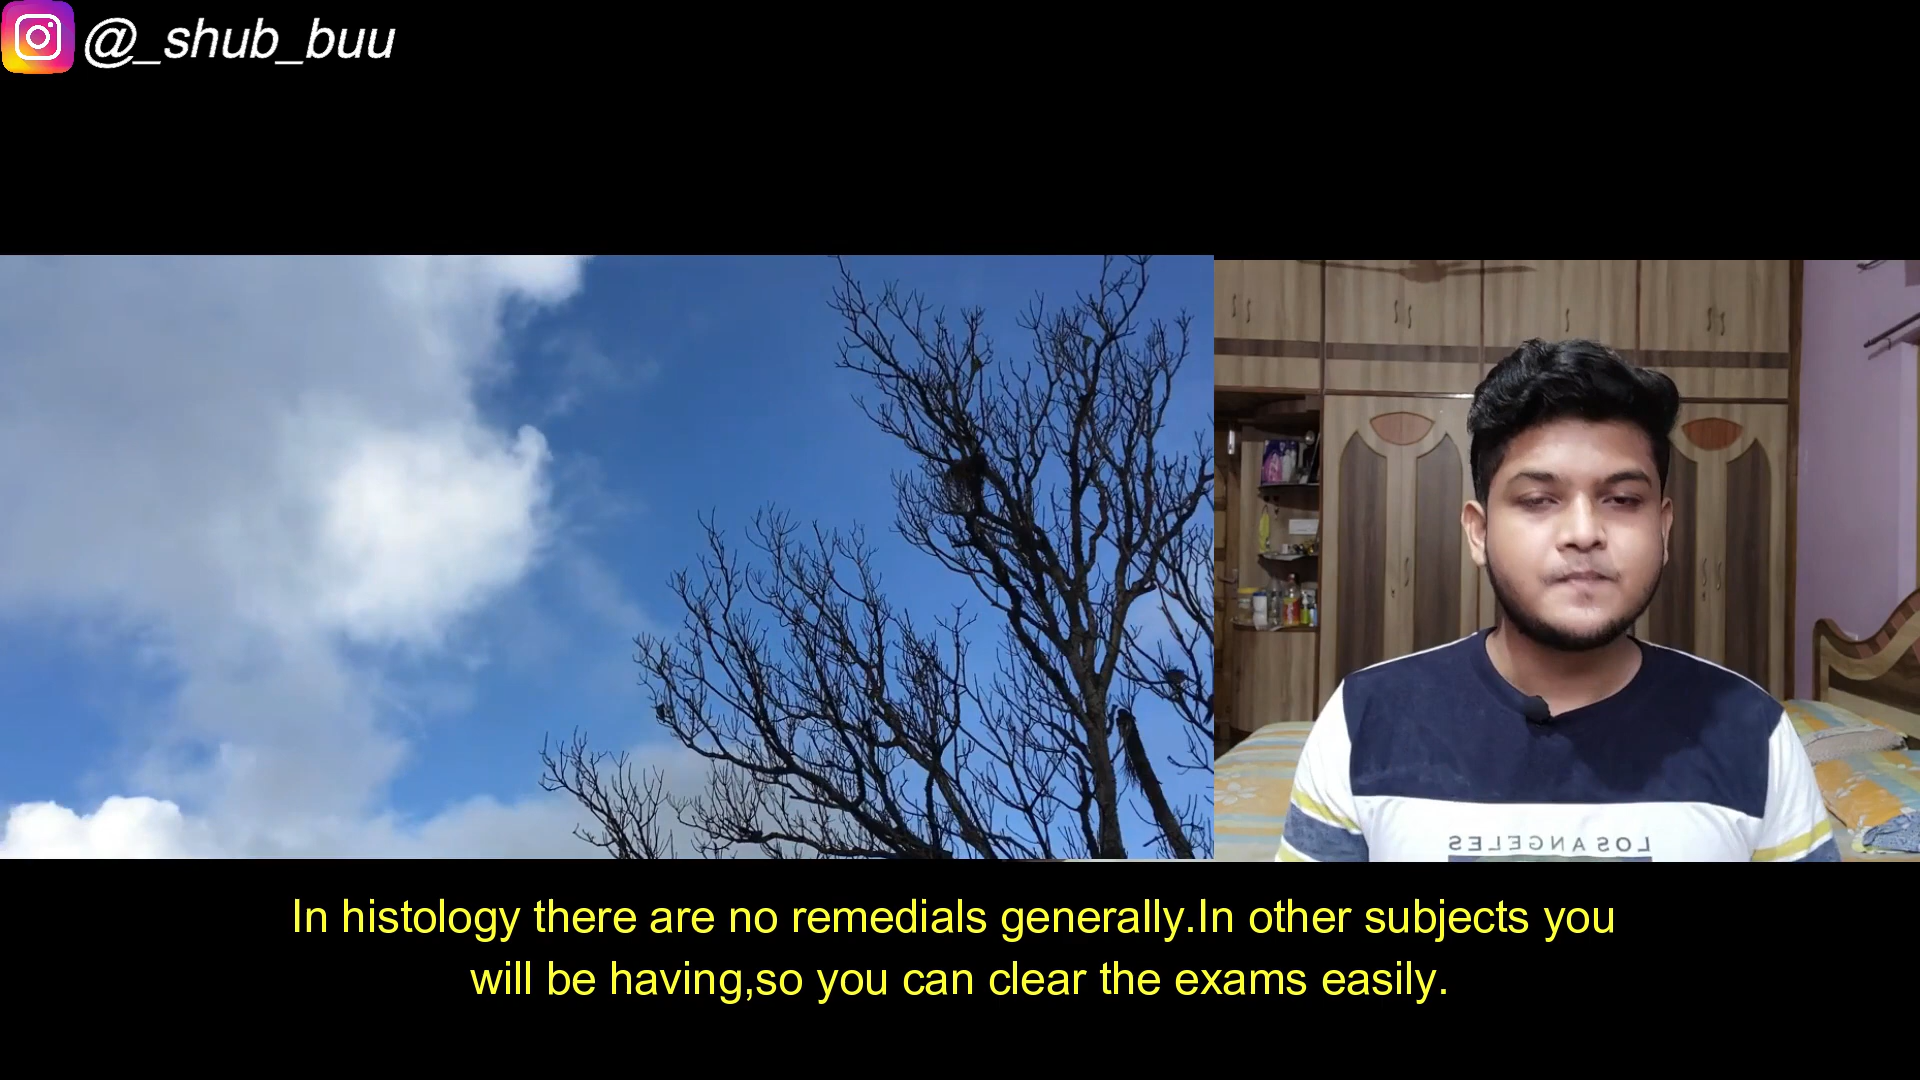 @_shub_buu
LOS ANGELES
In histology there are no remedials generally.In other subjects you
will be having,so you can clear the exams easily.